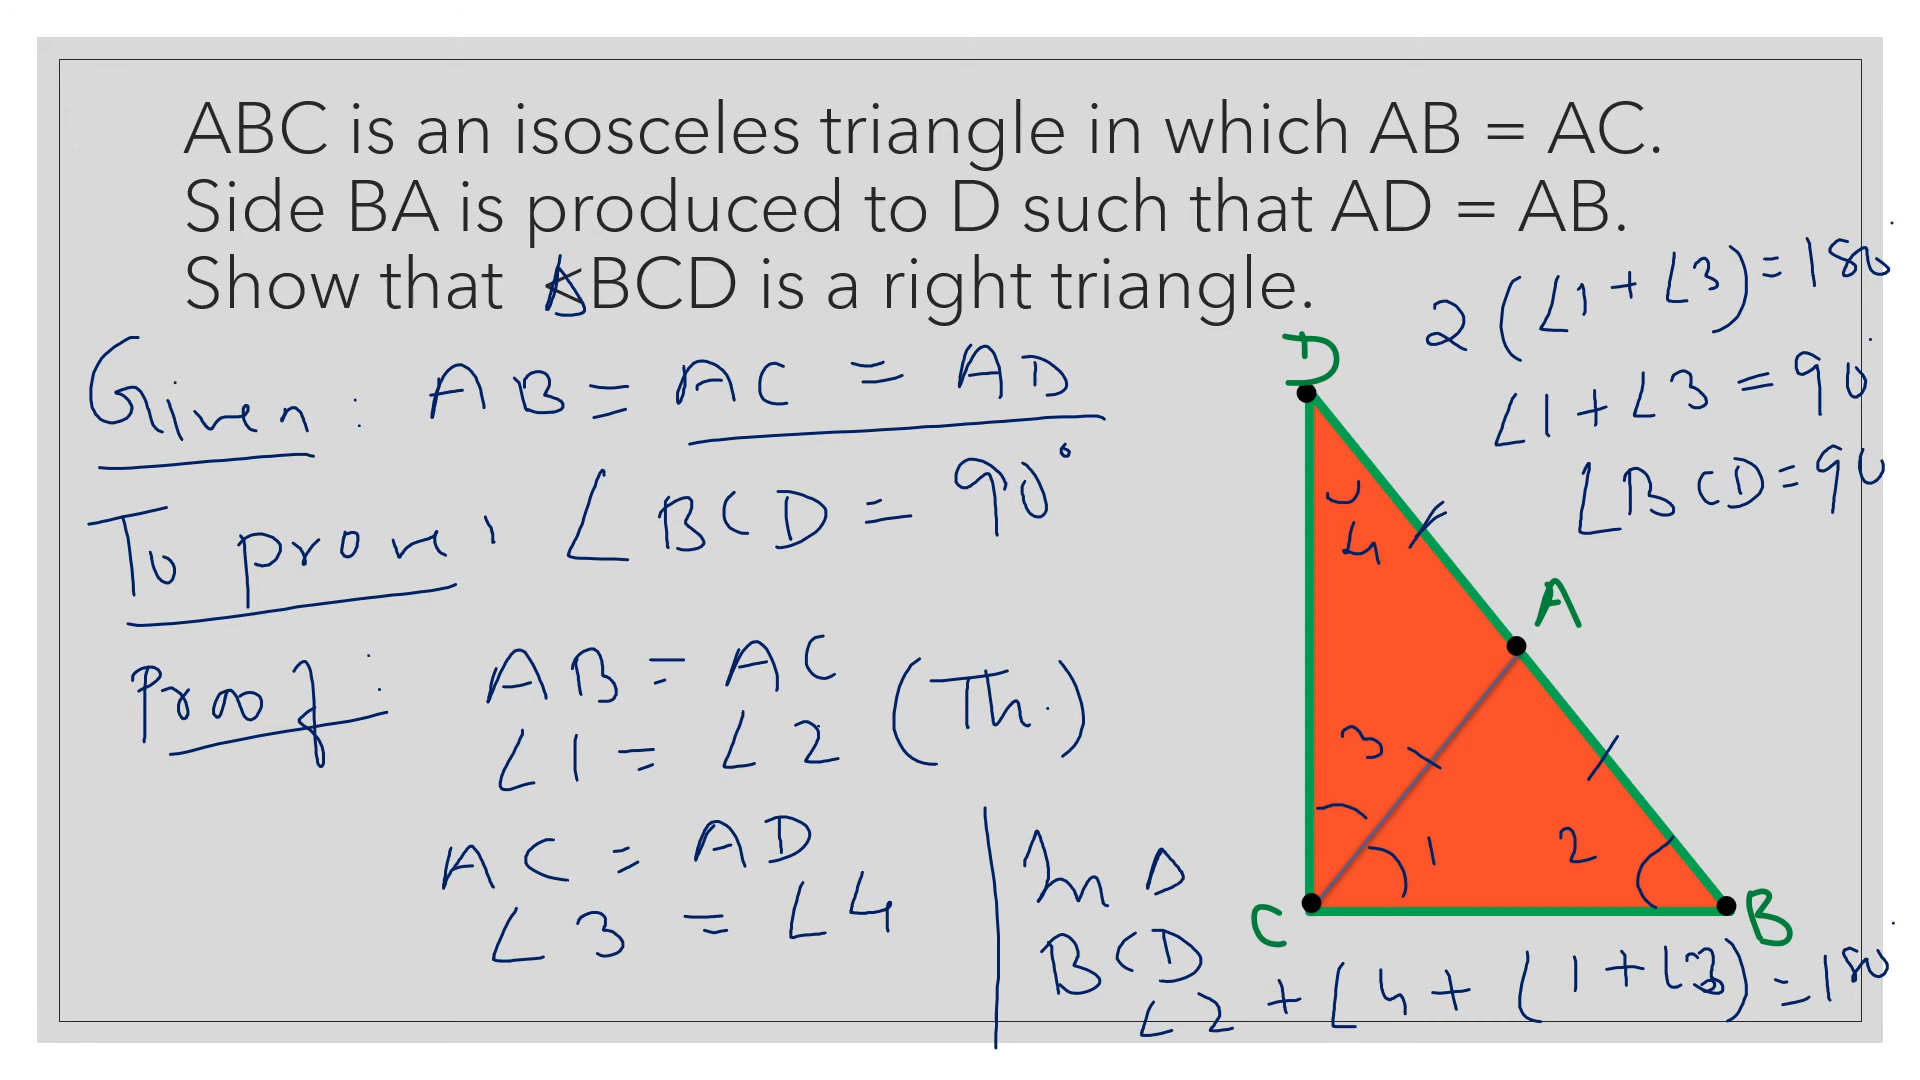 ABC is an isosceles triangle in which AB = AC.
Side BA is produced to D such that AD = AB.
Show that ΔBCD is a right triangle.
Given: AB = AC = AD
To prove: ∠BCD = 90°
Proof: AB = AC
∠1 = ∠2 (Th.)
AC = AD
∠3 = ∠4
In Δ
BCD
∠2 + ∠4 + (1 + ∠3) = 180°
2(∠1 + ∠3) = 180°
∠1 + ∠3 = 90°
∠BCD = 90
D
4
A
3
1
2
C
B